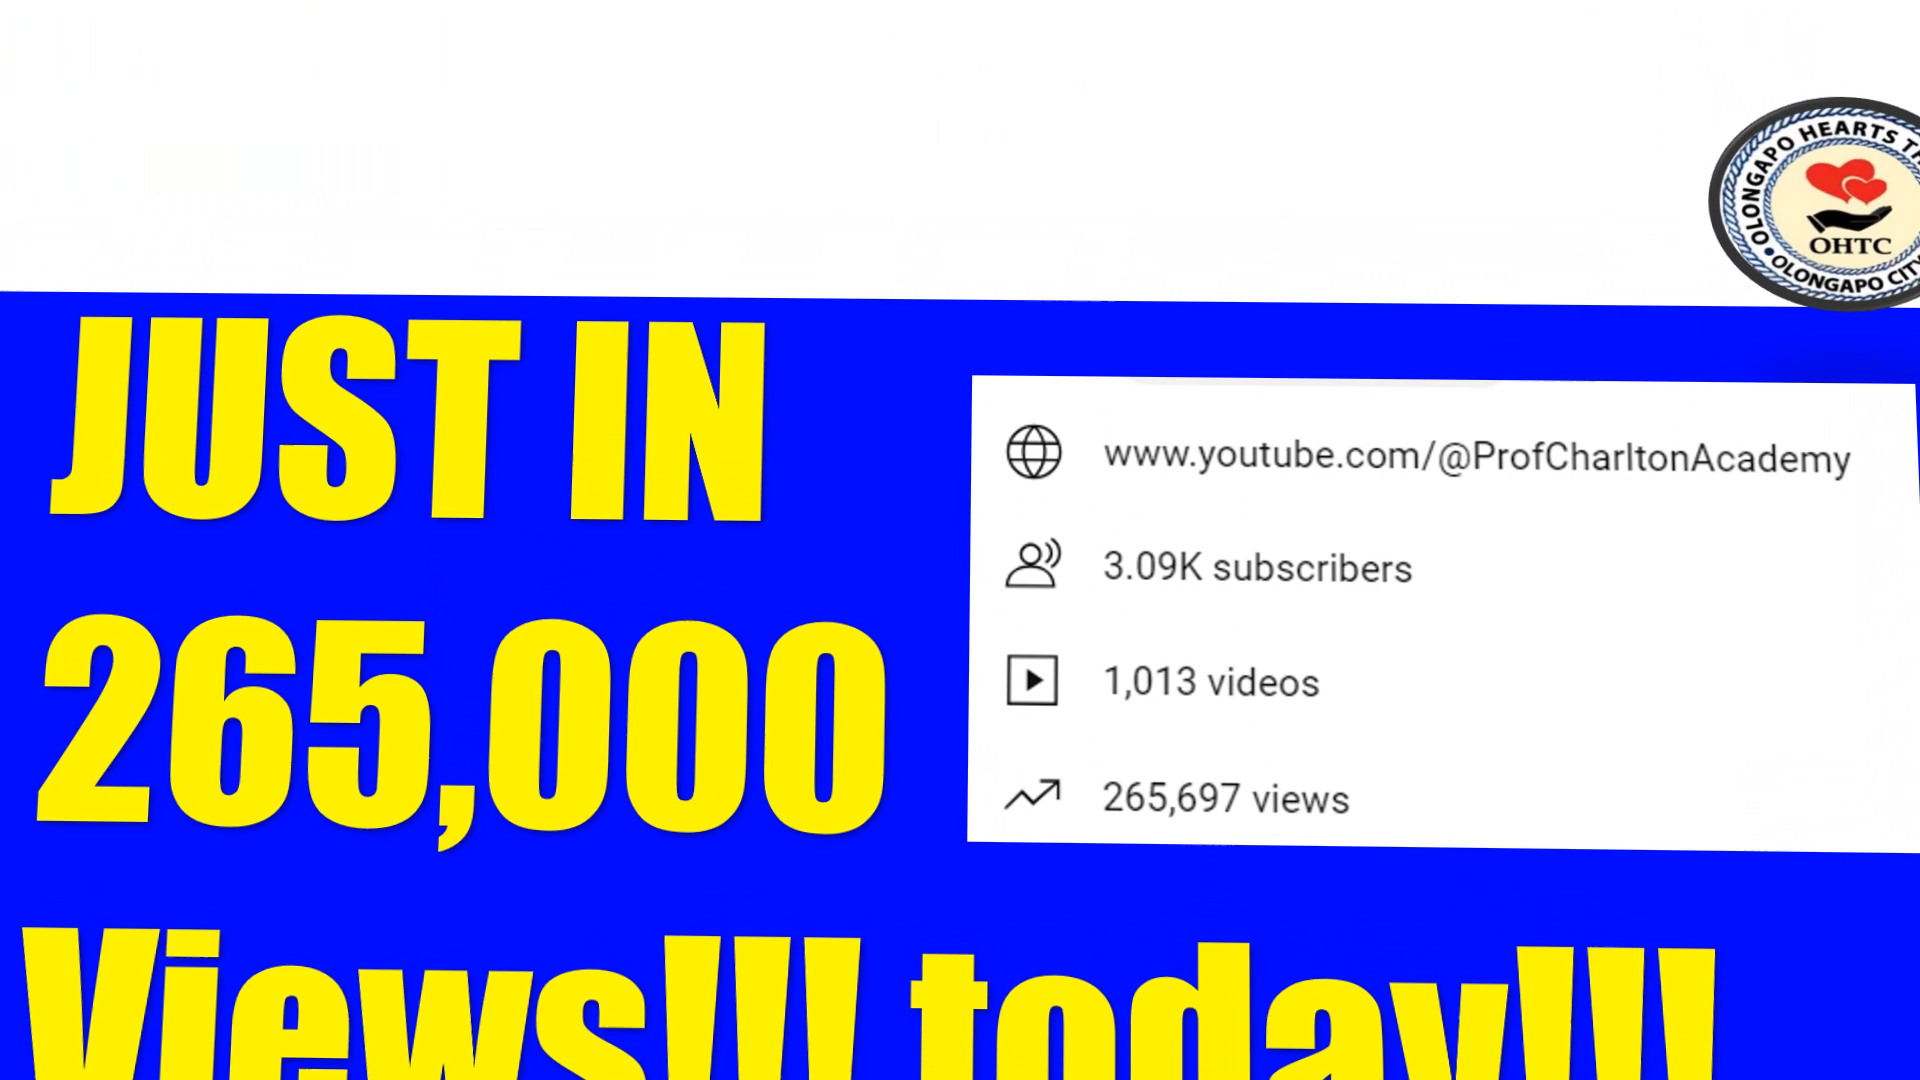 OLONGAPO HEARTS
OHTC
OLONGAPO CITY
JUST IN
www.youtube.com/@ProfCharltonAcademy
3.09K subscribers
265,000
1,013 videos
265,697 views
Views!!! today!!!